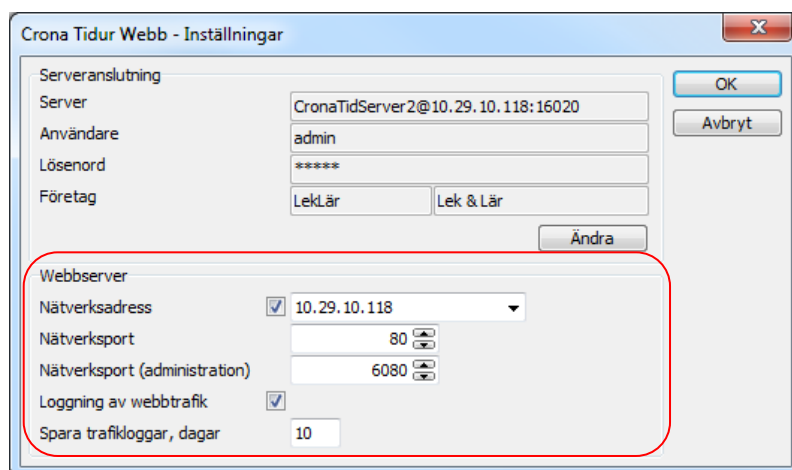 Crona Tidur Webb - Inställningar
Serveranslutning
Server CronaTidServer2@10.29.10.118:16020
Användare admin
Lösenord *****
Företag LekLär Lek & Lär
Ändra
OK
Avbryt
Webbserver
Nätverksadress 10.29.10.118
Nätverksport 80
Nätverksport (administration) 6080
Loggning av webbtrafik
Spara trafikloggar, dagar 10